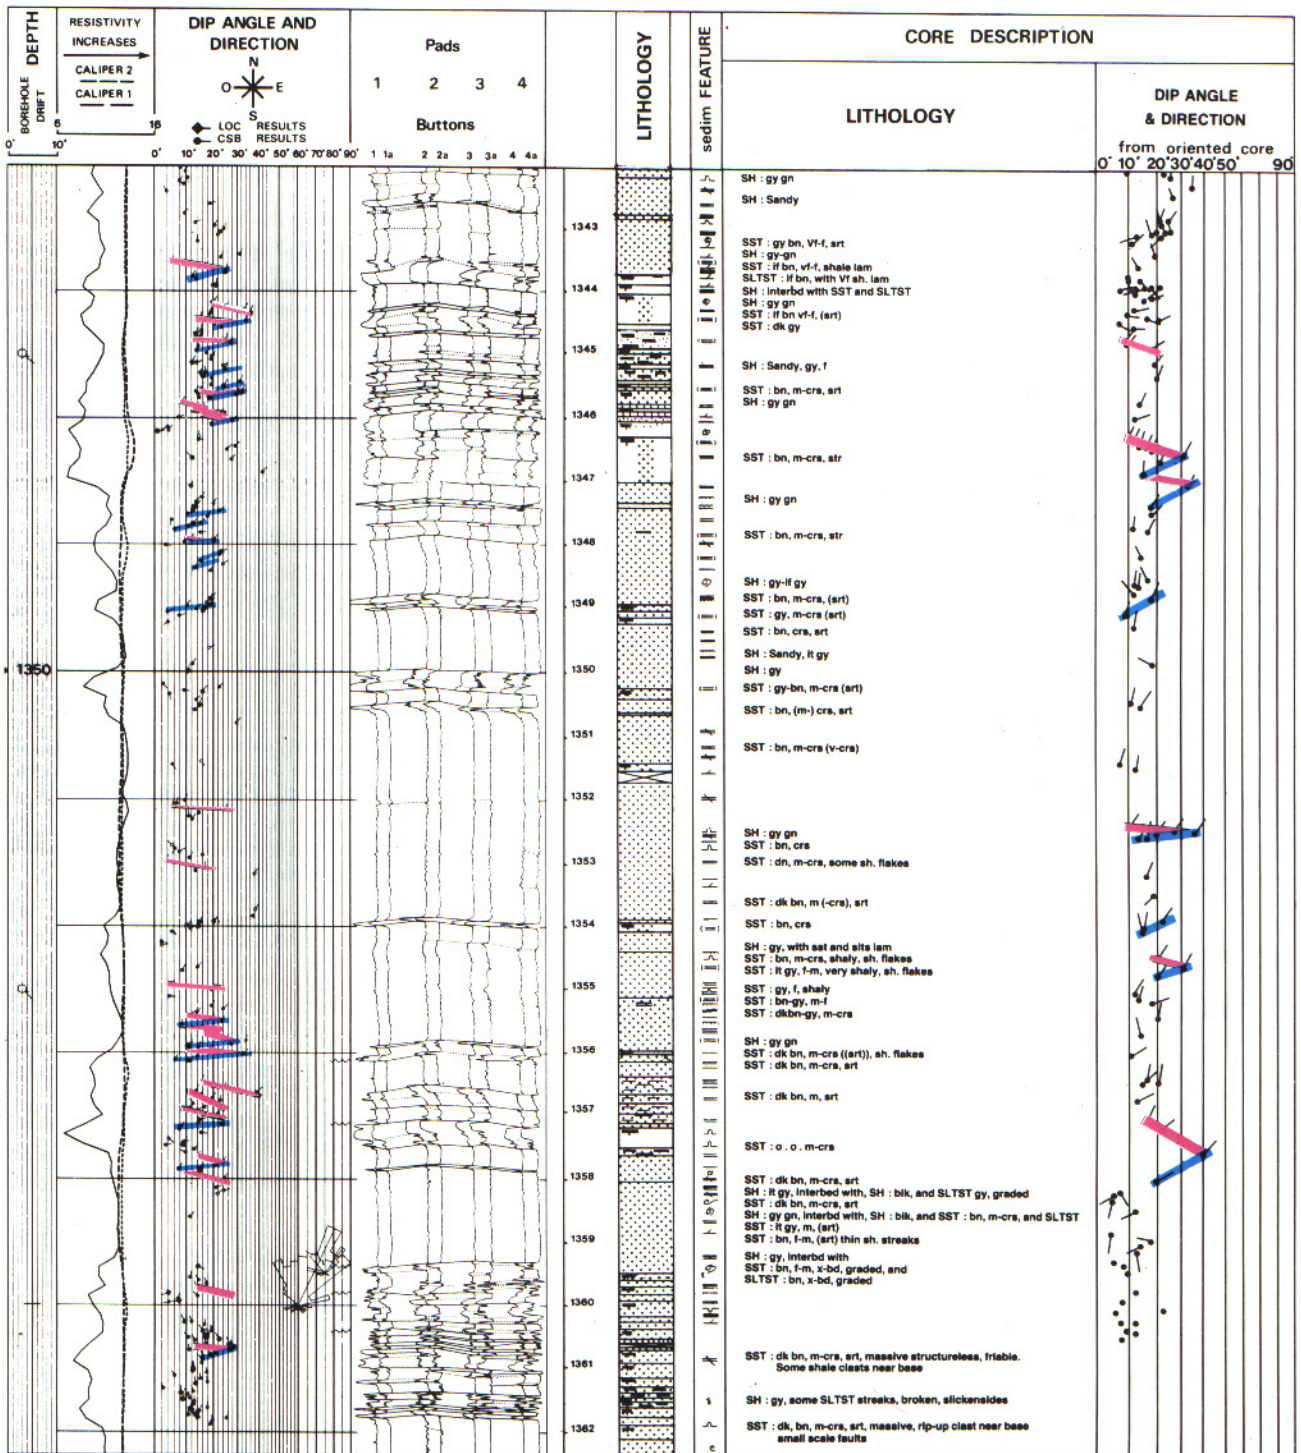 BOREHOLE DRIFT
DEPTH
RESISTIVITY
INCREASES
CALIPER 2
CALIPER 1
6 16
0° 10°
DIP ANGLE AND
DIRECTION
N
O E
S
LOC RESULTS
CSB RESULTS
0° 10° 20° 30° 40° 50° 60° 70° 80° 90°
Pads
1 2 3 4
Buttons
1 1a 2 2a 3 3a 4 4a
LITHOLOGY
sedim FEATURE
CORE DESCRIPTION
LITHOLOGY
DIP ANGLE
& DIRECTION
from oriented core
0° 10° 20° 30° 40° 50° 90°
1350
1343
1344
1345
1346
1347
1348
1349
1350
1351
1352
1353
1354
1355
1356
1357
1358
1359
1360
1361
1362
SH : gy gn
SH : Sandy
SST : gy bn, Vf-f, srt
SH : gy-gn
SST : lf bn, vf-f, shale lam
SLTST : lf bn, with Vf sh. lam
SH : interbd with SST and SLTST
SH : gy gn
SST : lf bn vf-f, (srt)
SST : dk gy
SH : Sandy, gy, f
SST : bn, m-crs, srt
SH : gy gn
SST : bn, m-crs, str
SH : gy gn
SST : bn, m-crs, str
SH : gy-lf gy
SST : bn, m-crs, (srt)
SST : gy, m-crs (srt)
SST : bn, crs, srt
SH : Sandy, lt gy
SH : gy
SST : gy-bn, m-crs (srt)
SST : bn, (m-) crs, srt
SST : bn, m-crs (v-crs)
SH : gy gn
SST : bn, crs
SST : dn, m-crs, some sh. flakes
SST : dk bn, m (-crs), srt
SST : bn, crs
SH : gy, with sst and slts lam
SST : bn, m-crs, shaly, sh. flakes
SST : lt gy, f-m, very shaly, sh. flakes
SST : gy, f, shaly
SST : bn-gy, m-f
SST : dkbn-gy, m-crs
SH : gy gn
SST : dk bn, m-crs ((srt)), sh. flakes
SST : dk bn, m-crs, srt
SST : dk bn, m, srt
SST : o . o . m-crs
SST : dk bn, m-crs, srt
SH : lt gy, interbed with, SH : blk, and SLTST gy, graded
SST : dk bn, m-crs, srt
SH : gy gn, interbd with, SH : blk, and SST : bn, m-crs, and SLTST
SST : lt gy, m, (srt)
SST : bn, f-m, (srt) thin sh. streaks
SH : gy, interbd with
SST : bn, f-m, x-bd, graded, and
SLTST : bn, x-bd, graded
SST : dk bn, m-crs, srt, massive structureless, friable.
Some shale clasts near base
SH : gy, some SLTST streaks, broken, slickensides
SST : dk, bn, m-crs, srt, massive, rip-up clast near base
small scale faults